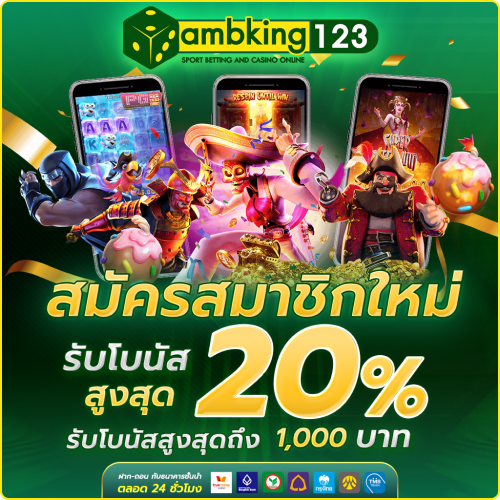 ambking123
SPORT BETTING AND CASINO ONLINE
RESPIN UNTIL WIN
A A A
K
สมัครสมาชิกใหม่
รับโบนัส
สูงสุด
20%
รับโบนัสสูงสุดถึง 1,000 บาท
ฝาก-ถอน กับธนาคารชั้นนำ
ตลอด 24 ชั่วโมง